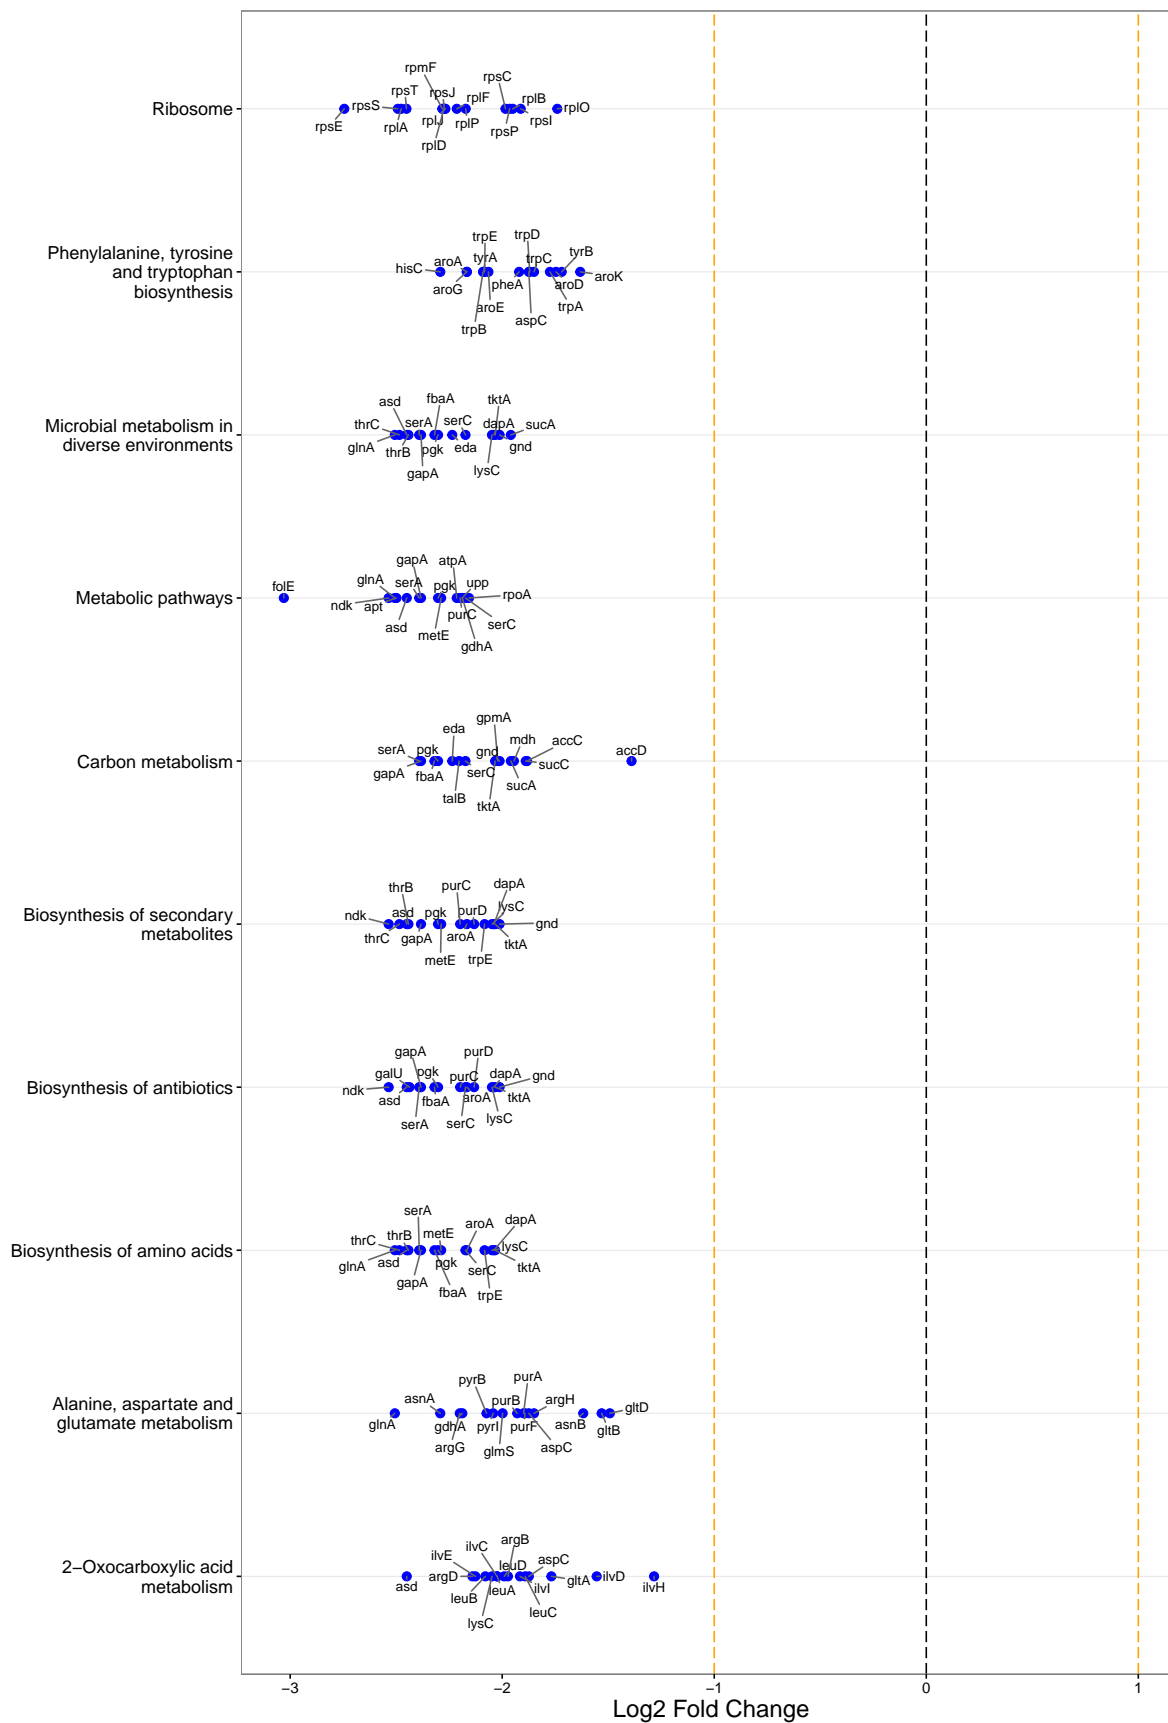 rpmF
rpsC
rpsT
rpsJ
rplF
rplB
Ribosome
rpsS
rplO
rpsE
rplA
rplJ
rplP
rpsI
rpsP
rplD
trpE
trpD
Phenylalanine, tyrosine
and tryptophan
biosynthesis
tyrB
hisC
aroA
tyrA
trpC
aroK
aroG
pheA
aroD
aroE
trpA
trpB
aspC
asd
fbaA
tktA
Microbial metabolism in
diverse environments
thrC
serA
serC
dapA
sucA
glnA
thrB
pgk
eda
gnd
gapA
lysC
gapA
atpA
folE
glnA
serA
pgk
upp
rpoA
Metabolic pathways
ndk
apt
purC
serC
asd
metE
gdhA
gpmA
eda
mdh
accC
serA
pgk
gnd
accD
Carbon metabolism
gapA
fbaA
serC
sucC
talB
sucA
tktA
thrB
purC
dapA
Biosynthesis of secondary
metabolites
ndk
asd
pgk
purD
lysC
gnd
thrC
gapA
aroA
tktA
metE
trpE
gapA
purD
galU
pgk
purC
dapA
gnd
Biosynthesis of antibiotics
ndk
asd
fbaA
aroA
tktA
serA
serC
lysC
serA
aroA
dapA
thrC
thrB
metE
lysC
Biosynthesis of amino acids
glnA
asd
pgk
serC
tktA
gapA
fbaA
trpE
pyrB
purA
Alanine, aspartate and
glutamate metabolism
asnA
purB
argH
gltD
glnA
gdhA
pyrI
purF
asnB
gltB
argG
glmS
aspC
argB
ilvC
2−Oxocarboxylic acid
metabolism
ilvE
leuD
aspC
argD
gltA
ilvD
asd
leuB
leuA
ilvI
ilvH
lysC
leuC
−3
−2
−1
0
1
Log2 Fold Change